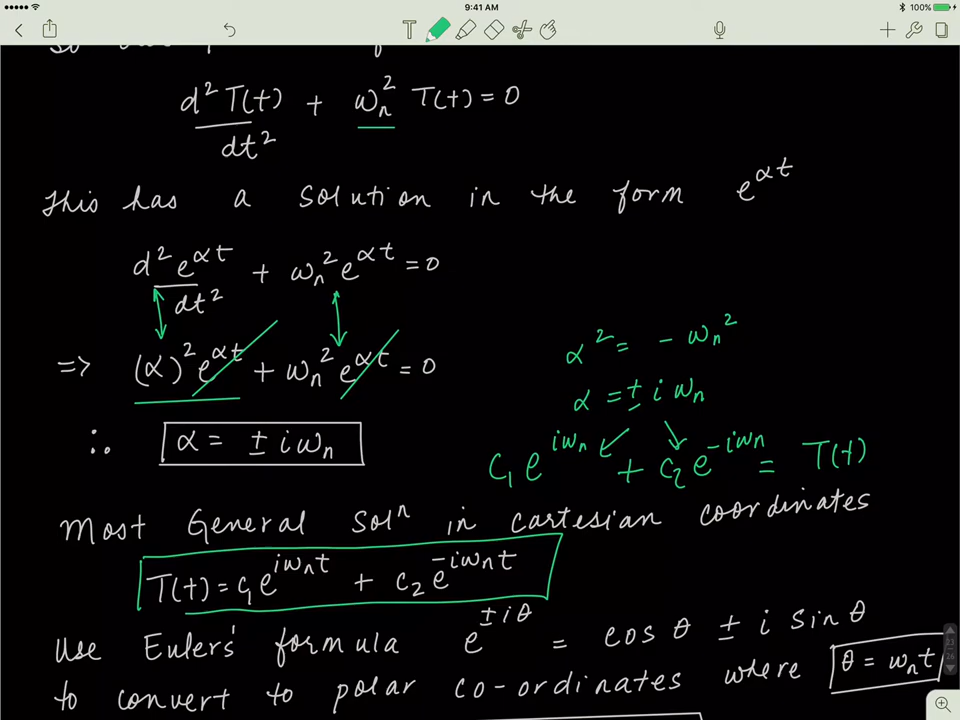 9:41 AM
100%
T
d²T(t)/dt² + ωₙ² T(t) = 0
This has a solution in the form e^αt
d²e^αt/dt² + ωₙ² e^αt = 0
=> (α)² e^αt + ωₙ² e^αt = 0
α² = - ωₙ²
α = ± i ωₙ
∴ α = ± iωₙ
C₁ e^iωₙt + C₂ e^-iωₙ = T(t)
Most General Solⁿ in cartesian coordinates
T(t) = C₁ e^iωₙt + C₂ e^-iωₙt
Use Euler's formula e^±iθ = cos θ ± i sin θ
to convert to polar co-ordinates where θ = ωₙt